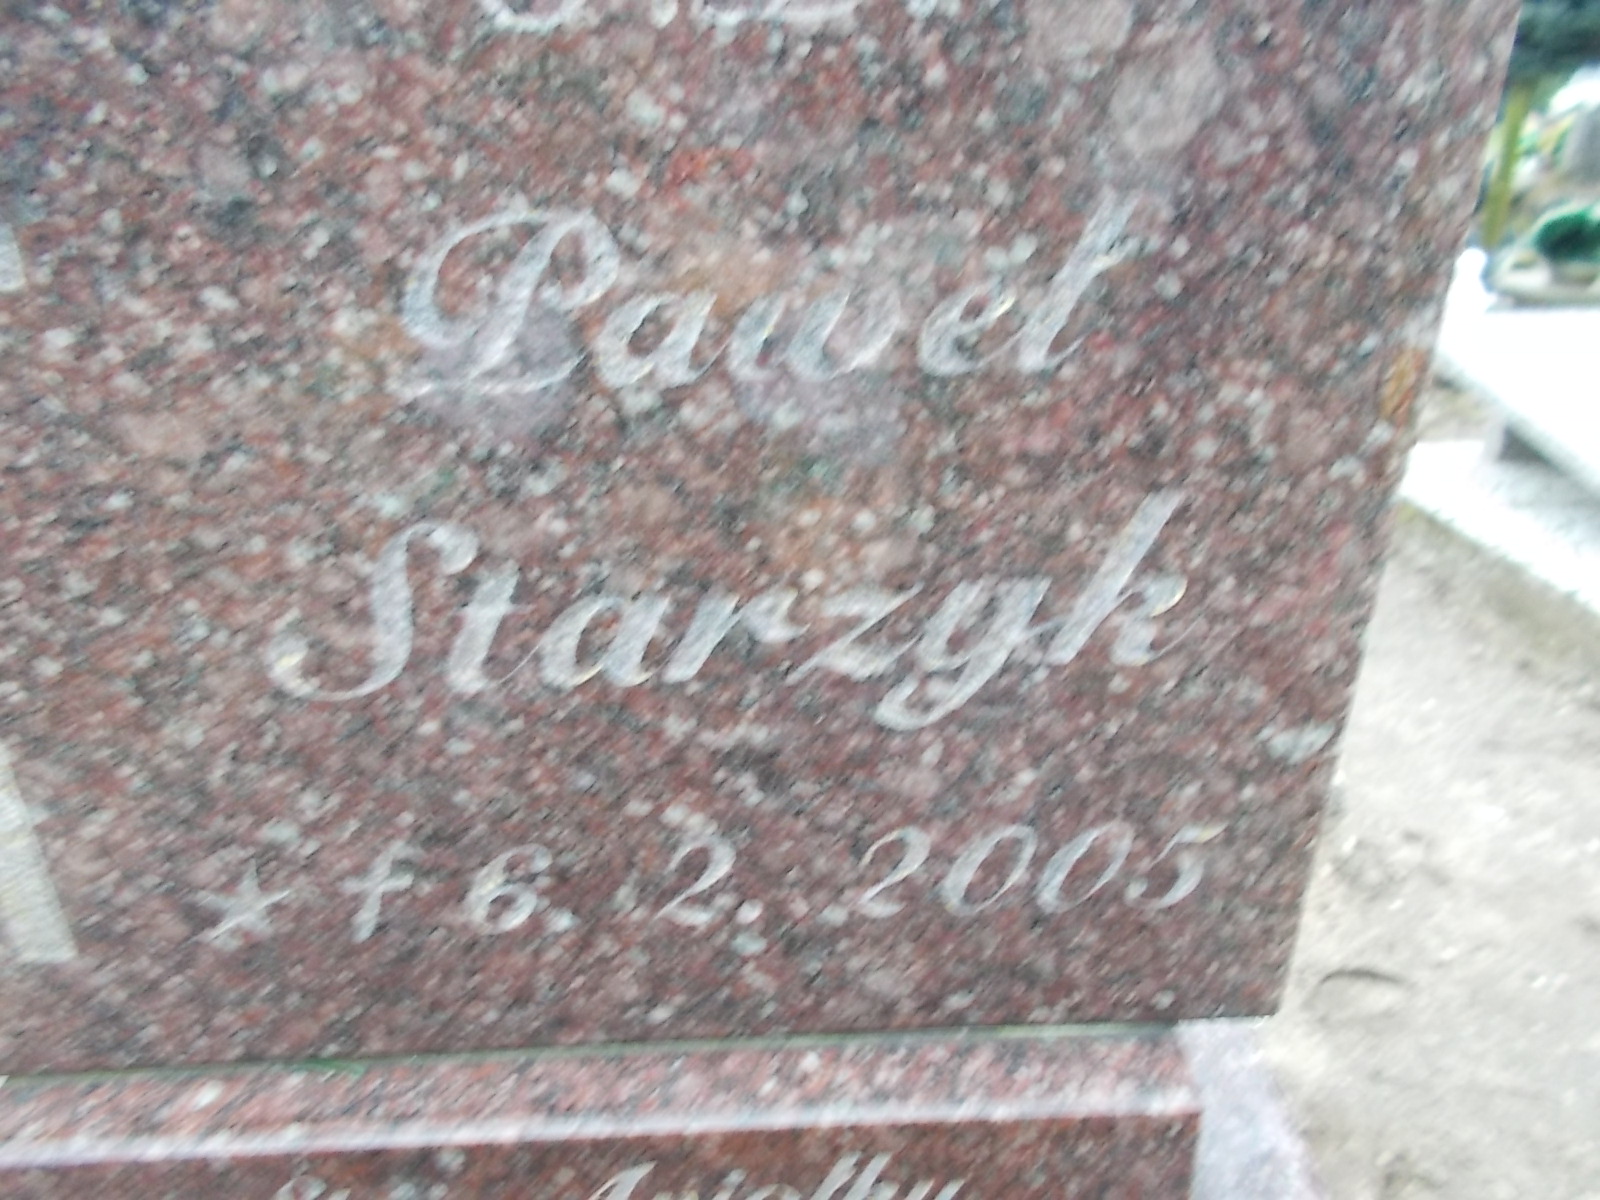 Paweł
Starzyk
* † 6. 2. 2005